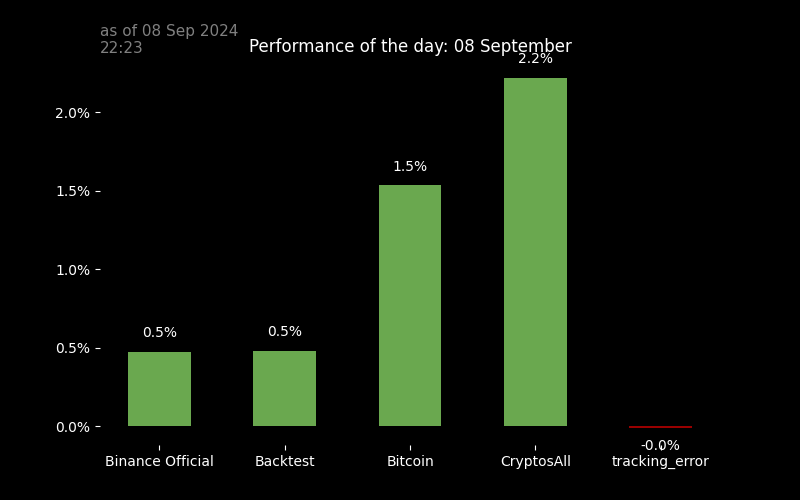 as of 08 Sep 2024
22:23
Performance of the day: 08 September
2.2%
2.0%
1.5%
1.5%
1.0%
0.5%
0.5%
0.5%
0.0%
-0.0%
Binance Official
Backtest
Bitcoin
CryptosAll
tracking_error